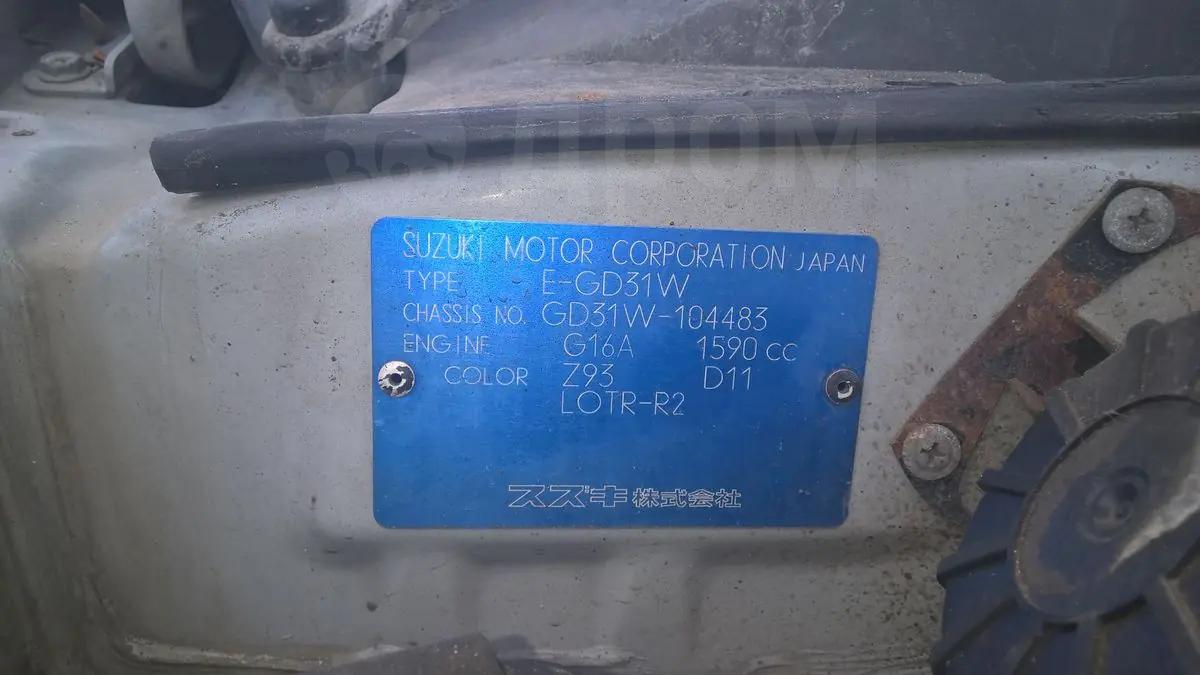 дром
SUZUKI MOTOR CORPORATION JAPAN
TYPE E-GD31W
CHASSIS NO. GD31W-104483
ENGINE G16A 1590 cc
COLOR Z93 D11
LOTR-R2
スズキ株式会社